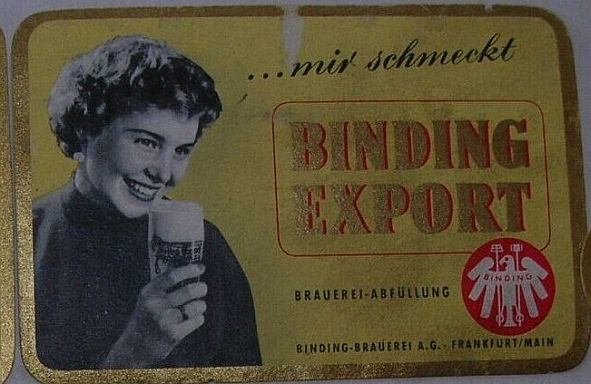 ...mir schmeckt
BINDING
EXPORT
BRAUEREI-ABFÜLLUNG
BINDING
BINDING-BRAUEREI A.G. - FRANKFURT/MAIN